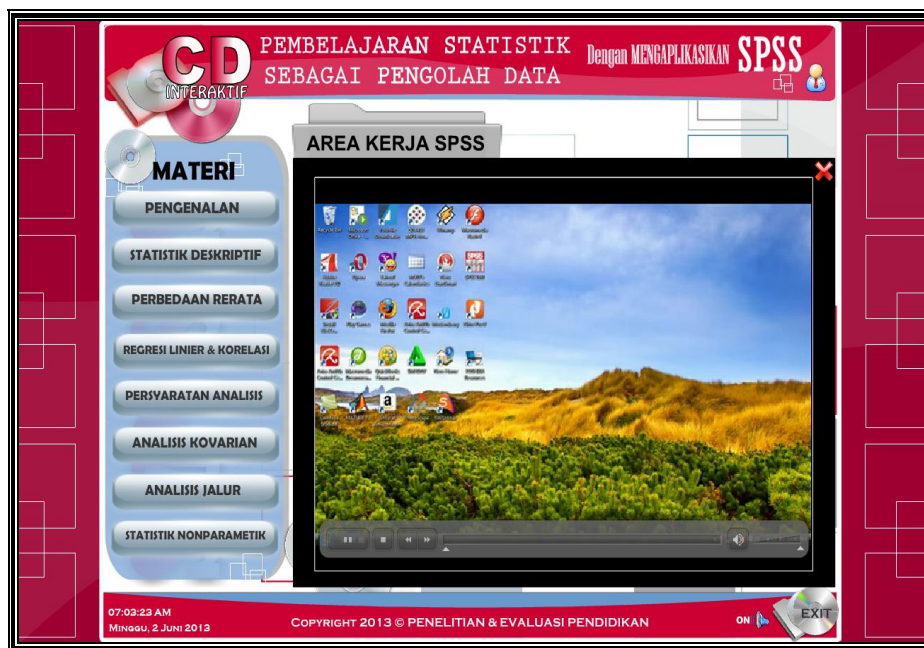 CD
INTERAKTIF
PEMBELAJARAN STATISTIK
SEBAGAI PENGOLAH DATA
Dengan MENGAPLIKASIKAN SPSS
AREA KERJA SPSS
MATERI
PENGENALAN
STATISTIK DESKRIPTIF
PERBEDAAN RERATA
REGRESI LINIER & KORELASI
PERSYARATAN ANALISIS
ANALISIS KOVARIAN
ANALISIS JALUR
STATISTIK NONPARAMETIK
07:03:23 AM
MINGGU, 2 JUNI 2013
COPYRIGHT 2013 © PENELITIAN & EVALUASI PENDIDIKAN
ON
EXIT